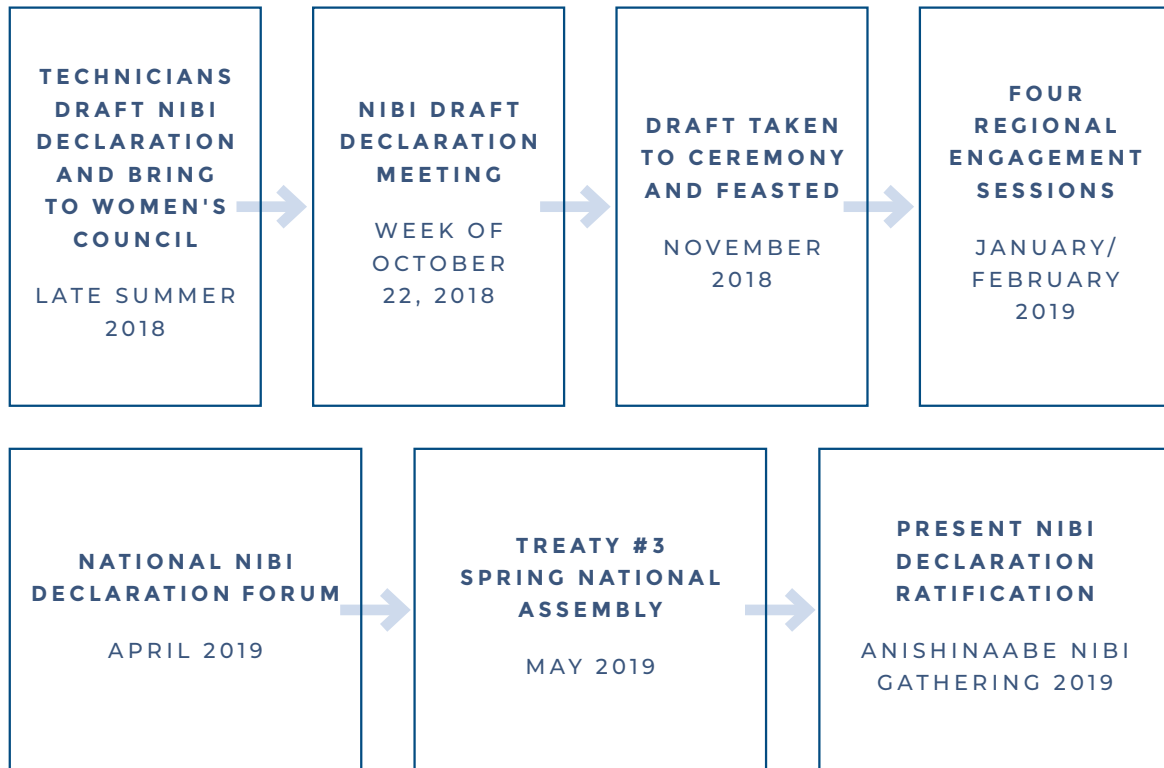 TECHNICIANS
DRAFT NIBI
DECLARATION
AND BRING
TO WOMEN'S
COUNCIL
LATE SUMMER
2018
NIBI DRAFT
DECLARATION
MEETING
WEEK OF
OCTOBER
22, 2018
DRAFT TAKEN
TO CEREMONY
AND FEASTED
NOVEMBER
2018
FOUR
REGIONAL
ENGAGEMENT
SESSIONS
JANUARY/
FEBRUARY
2019
NATIONAL NIBI
DECLARATION FORUM
APRIL 2019
TREATY #3
SPRING NATIONAL
ASSEMBLY
MAY 2019
PRESENT NIBI
DECLARATION
RATIFICATION
ANISHINAABE NIBI
GATHERING 2019